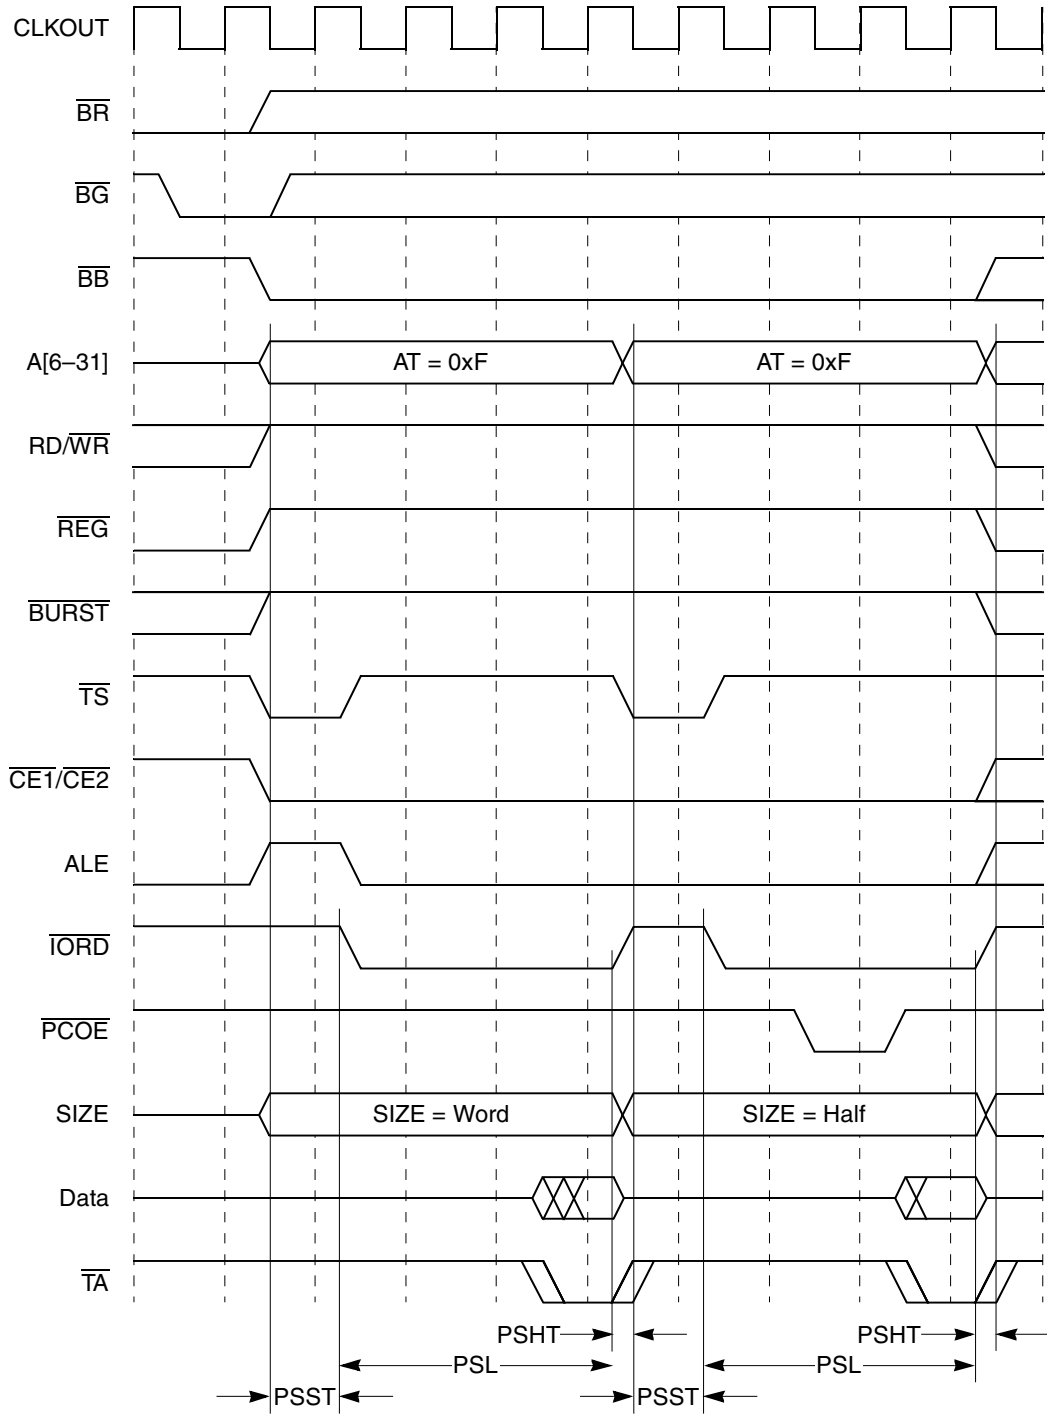 CLKOUT
BR
BG
BB
A[6–31] AT = 0xF AT = 0xF
RD/WR
REG
BURST
TS
CE1/CE2
ALE
IORD
PCOE
SIZE SIZE = Word SIZE = Half
Data
TA
PSHT PSHT
PSL PSL
PSST PSST